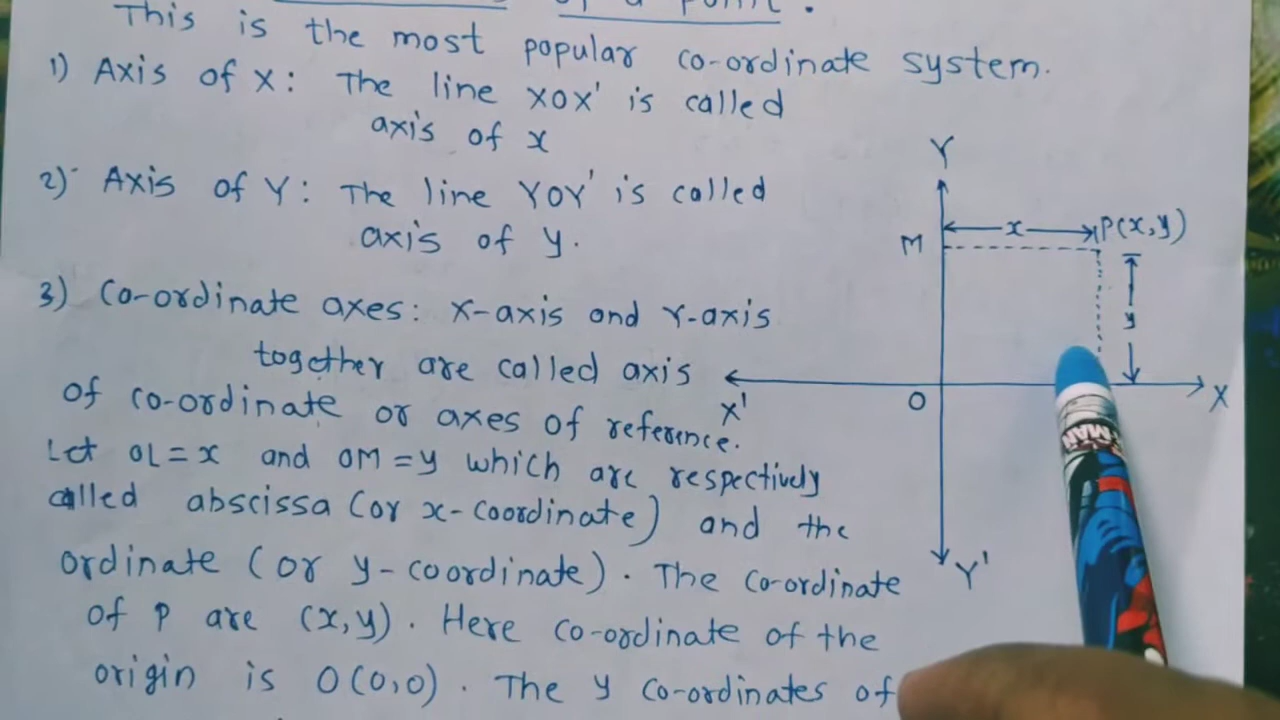 of a point.
This is the most popular co-ordinate system.
1) Axis of X: The line XOX' is called
axis of x
2) Axis of Y: The line YOY' is called
axis of y.
3) Co-ordinate axes: X-axis and Y-axis
together are called axis
of co-ordinate or axes of reference.
Let OL=x and OM=y which are respectively
called abscissa (or x-coordinate) and the
ordinate (or y-coordinate). The co-ordinate
of P are (x,y). Here co-ordinate of the
origin is O(0,0). The y co-ordinates of
Y
x P(x,y)
M
y
X' O X
Y'
MAN